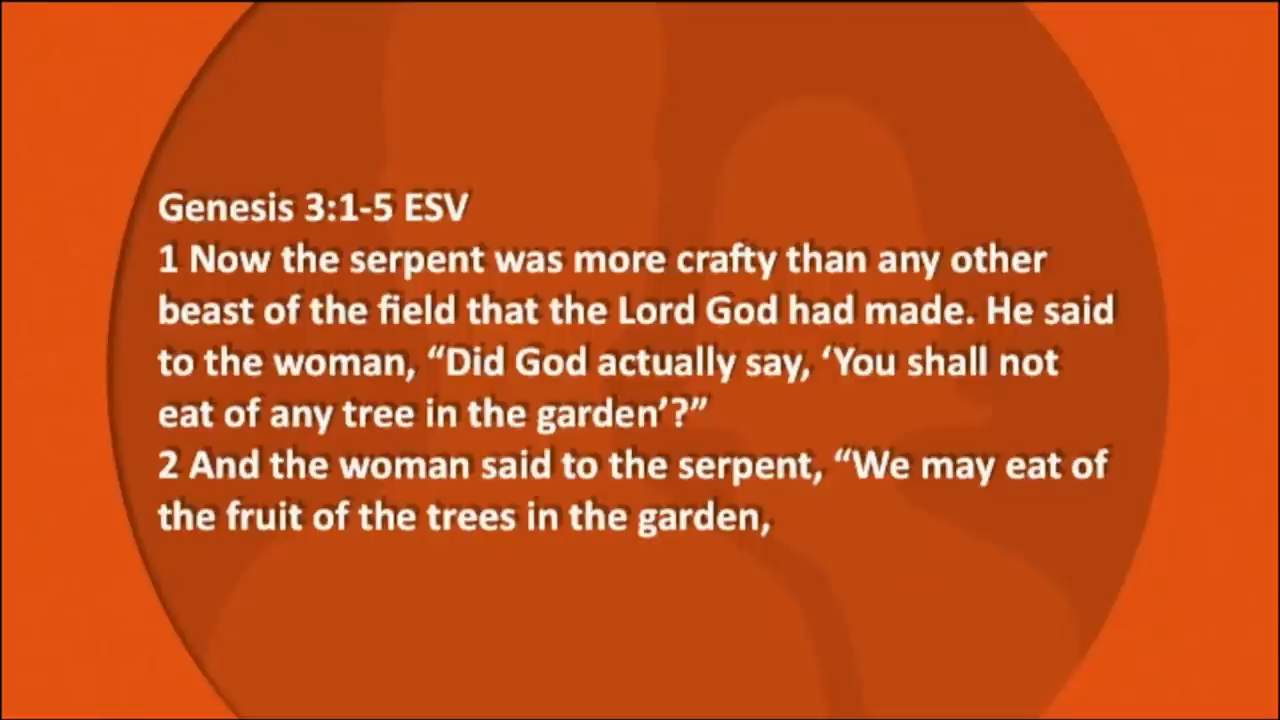 Genesis 3:1-5 ESV
1 Now the serpent was more crafty than any other
beast of the field that the Lord God had made. He said
to the woman, “Did God actually say, ‘You shall not
eat of any tree in the garden’?”
2 And the woman said to the serpent, “We may eat of
the fruit of the trees in the garden,